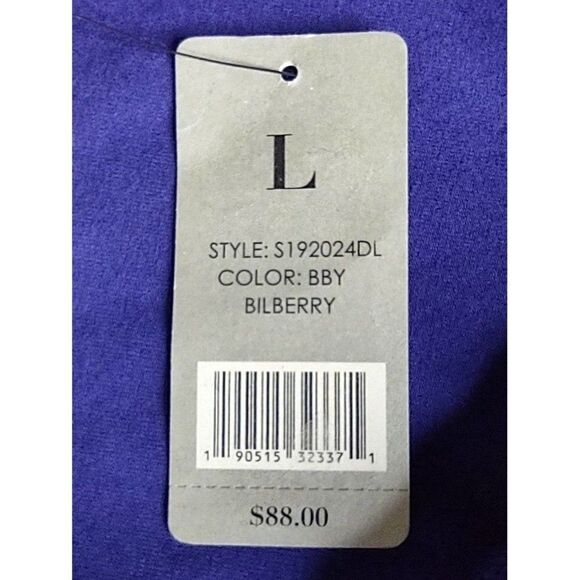 L
STYLE: S192024DL
COLOR: BBY
BILBERRY
1 90515 32337 1
$88.00